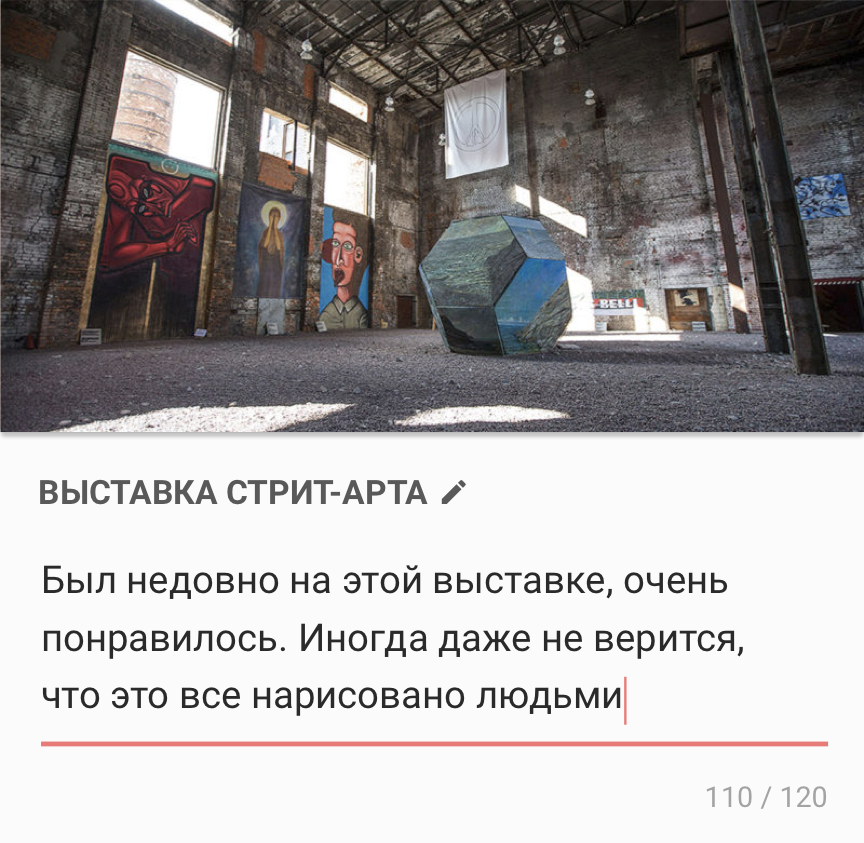 BELL
ВЫСТАВКА СТРИТ-АРТА
Был недовно на этой выставке, очень
понравилось. Иногда даже не верится,
что это все нарисовано людьми
110 / 120